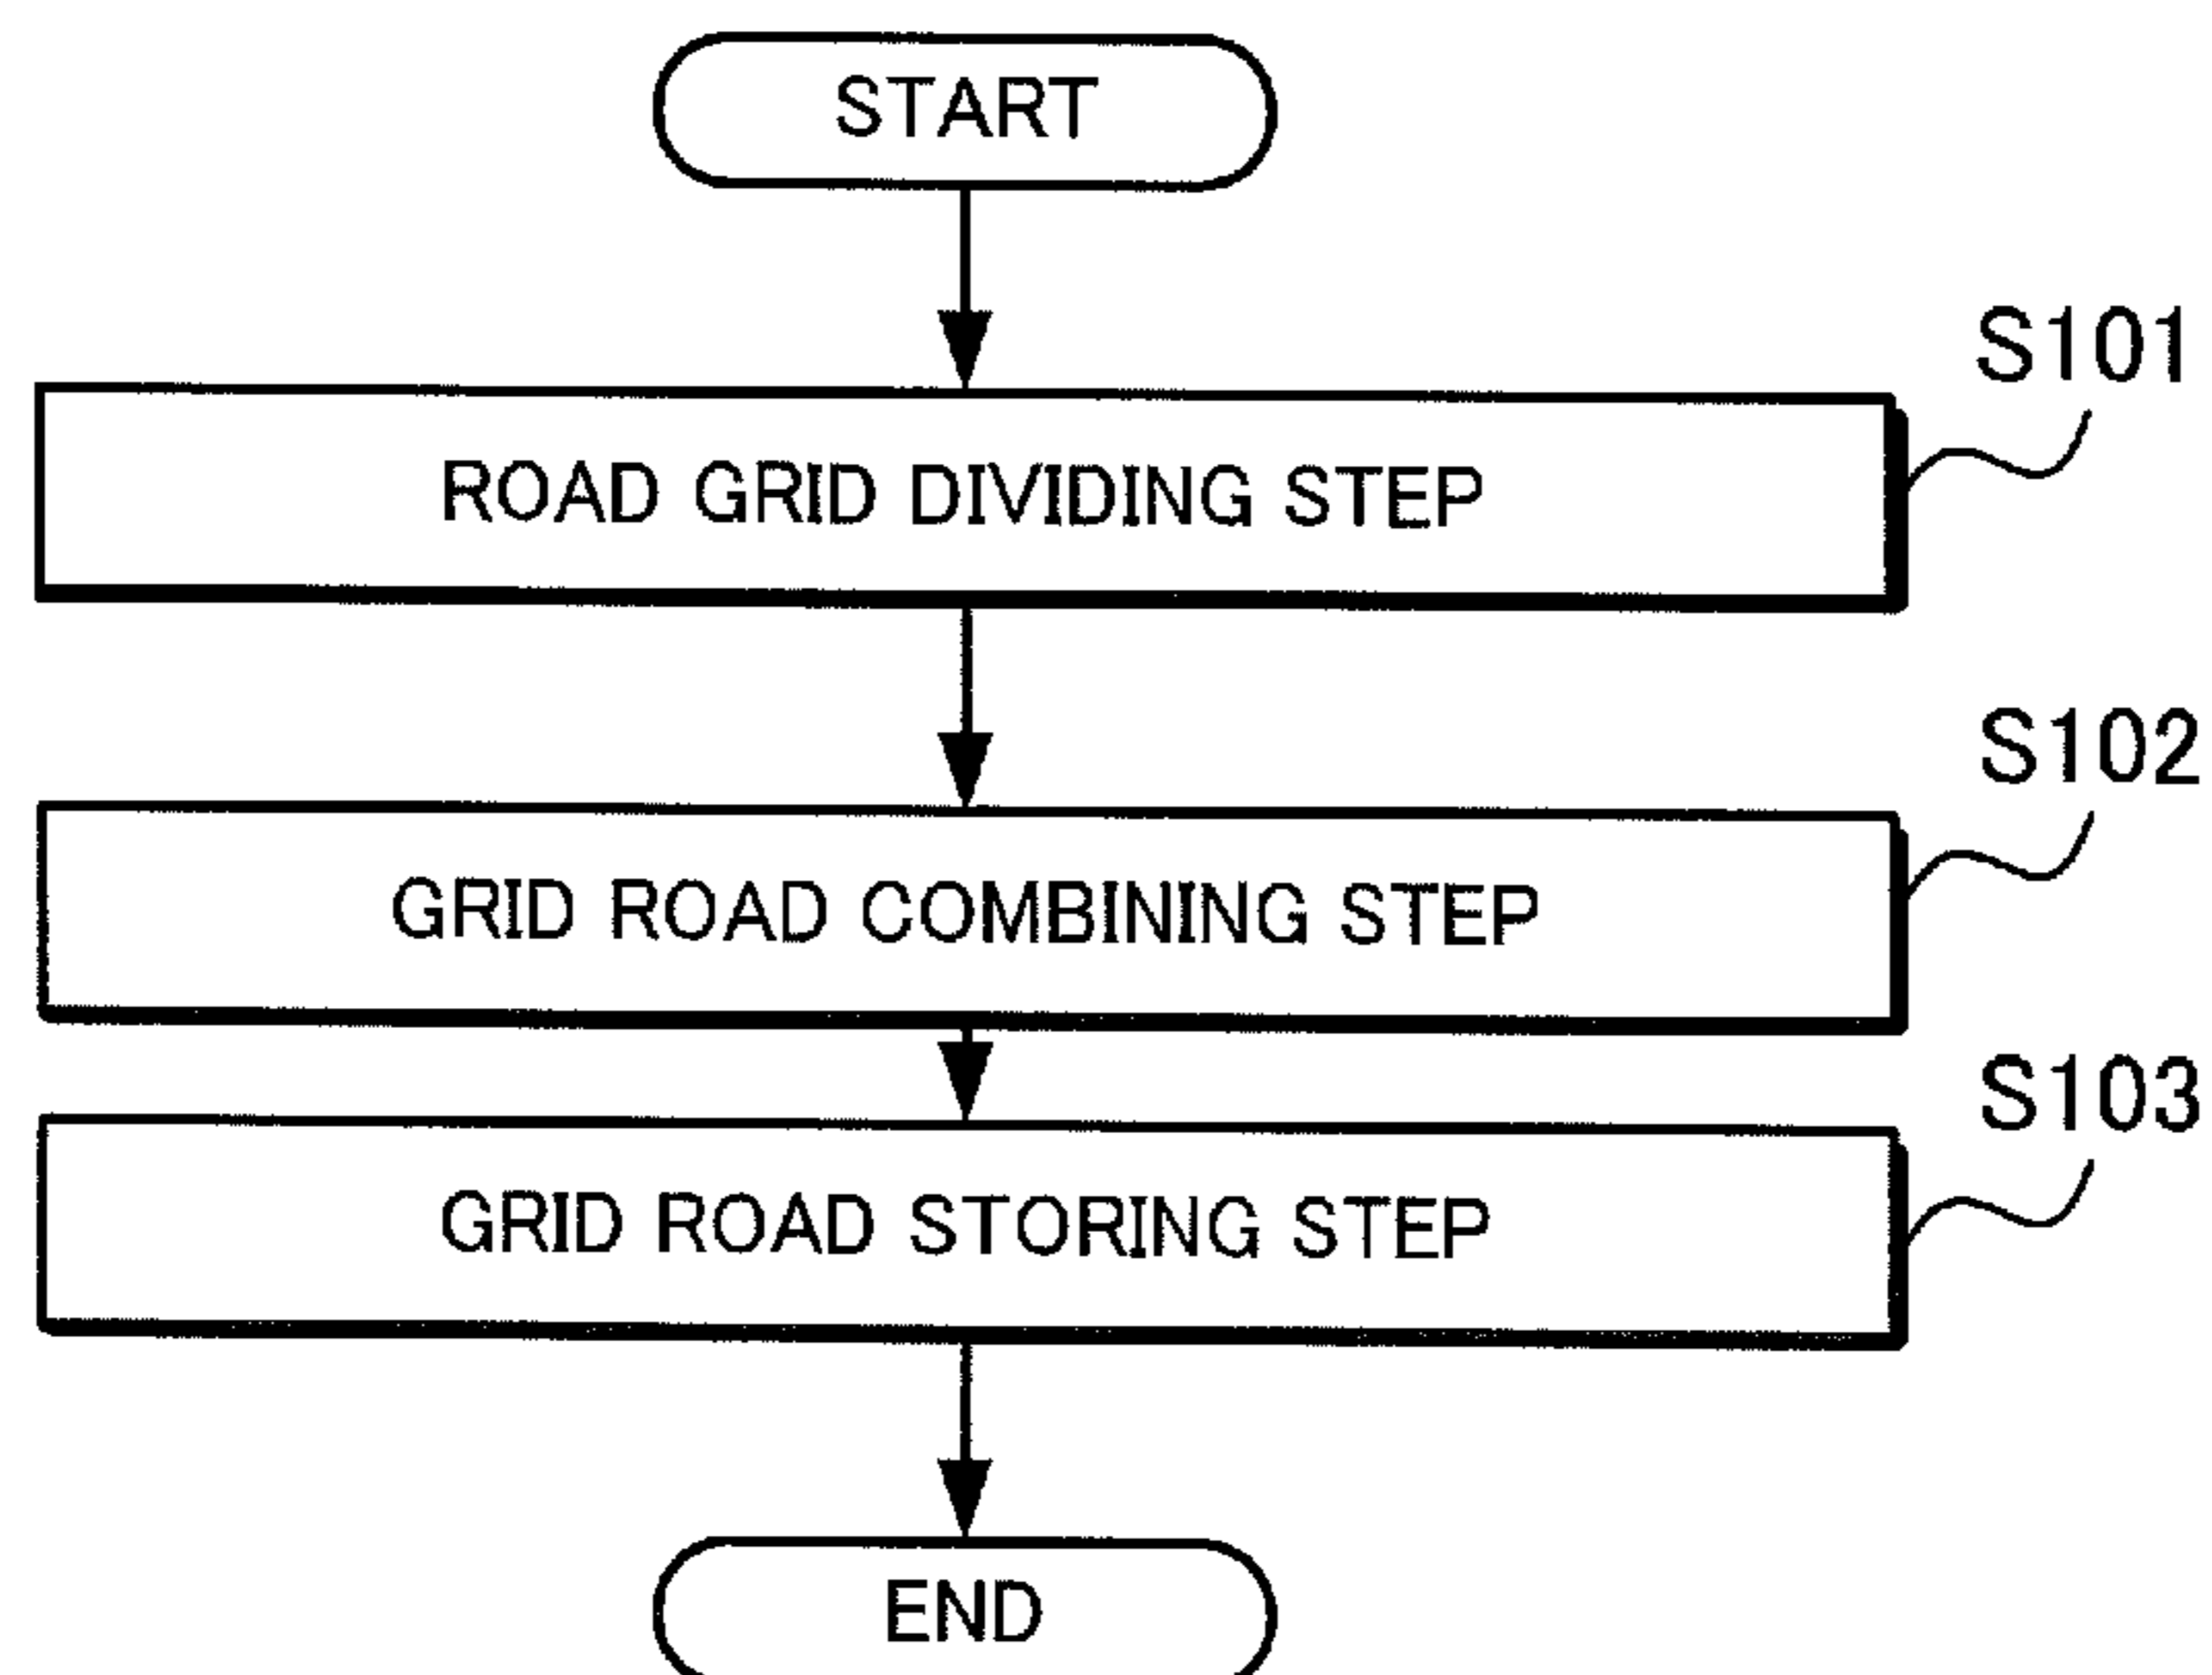 START
S101
ROAD GRID DIVIDING STEP
S102
GRID ROAD COMBINING STEP
S103
GRID ROAD STORING STEP
END